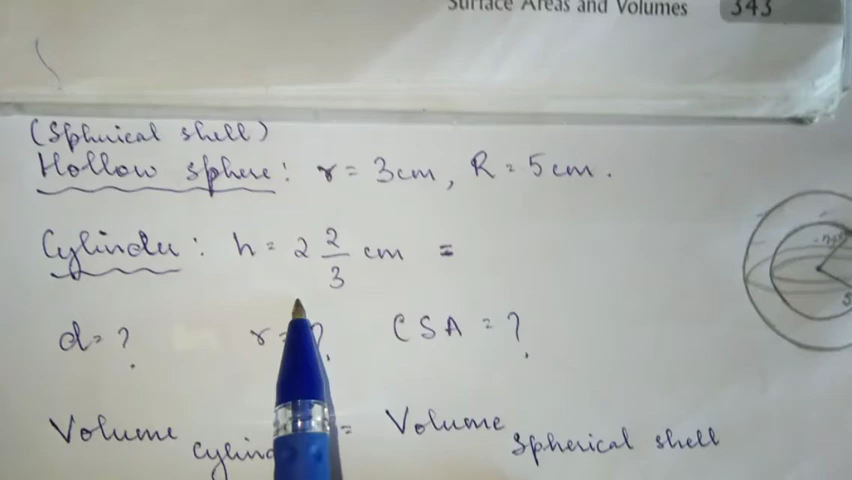 Surface Areas and Volumes 343
(Spherical shell)
Hollow sphere: r = 3cm, R = 5cm.
Cylinder: h = 2 2/3 cm =
d = ? r = ? CSA = ?
Volume = Volume spherical shell